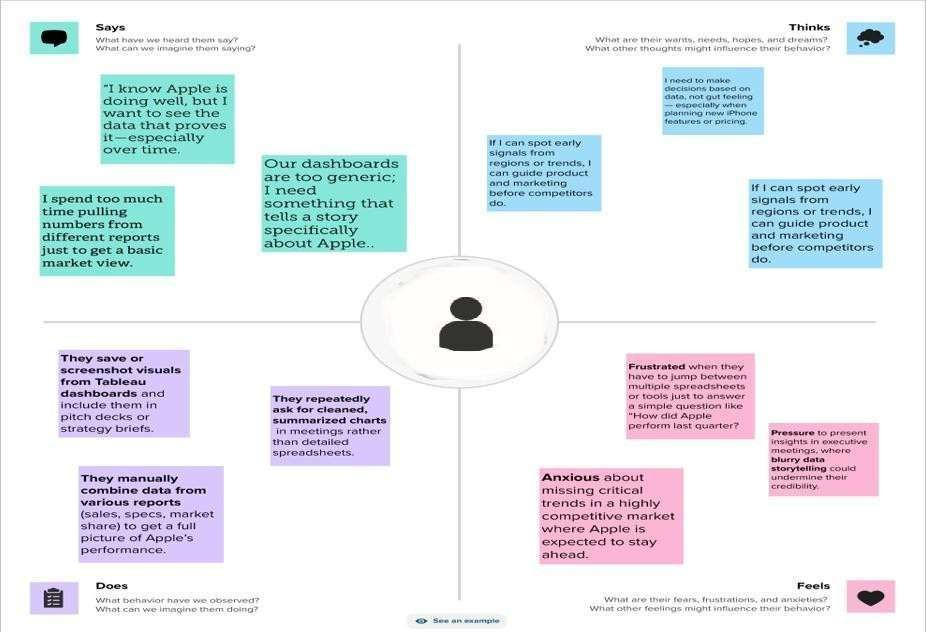 Says
What have we heard them say?
What can we imagine them saying?
Thinks
What are their wants, needs, hopes, and dreams?
What other thoughts might influence their behavior?
"I know Apple is
doing well, but I
want to see the
data that proves
it—especially
over time.
Our dashboards
are too generic;
I need
something that
tells a story
specifically
about Apple..
I spend too much
time pulling
numbers from
different reports
just to get a basic
market view.
I need to make
decisions based on
data, not gut feeling
— especially when
planning new iPhone
features or pricing.
If I can spot early
signals from
regions or trends, I
can guide product
and marketing
before competitors
do.
If I can spot early
signals from
regions or trends, I
can guide product
and marketing
before competitors
do.
They save or
screenshot visuals
from Tableau
dashboards and
include them in
pitch decks or
strategy briefs.
They repeatedly
ask for cleaned,
summarized charts
in meetings rather
than detailed
spreadsheets.
They manually
combine data from
various reports
(sales, specs, market
share) to get a full
picture of Apple's
performance.
Frustrated when they
have to jump between
multiple spreadsheets
or tools just to answer
a simple question like
"How did Apple
perform last quarter?
Pressure to present
insights in executive
meetings, where
blurry data
storytelling could
undermine their
credibility.
Anxious about
missing critical
trends in a highly
competitive market
where Apple is
expected to stay
ahead.
Does
What behavior have we observed?
What can we imagine them doing?
Feels
What are their fears, frustrations, and anxieties?
What other feelings might influence their behavior?
See an example